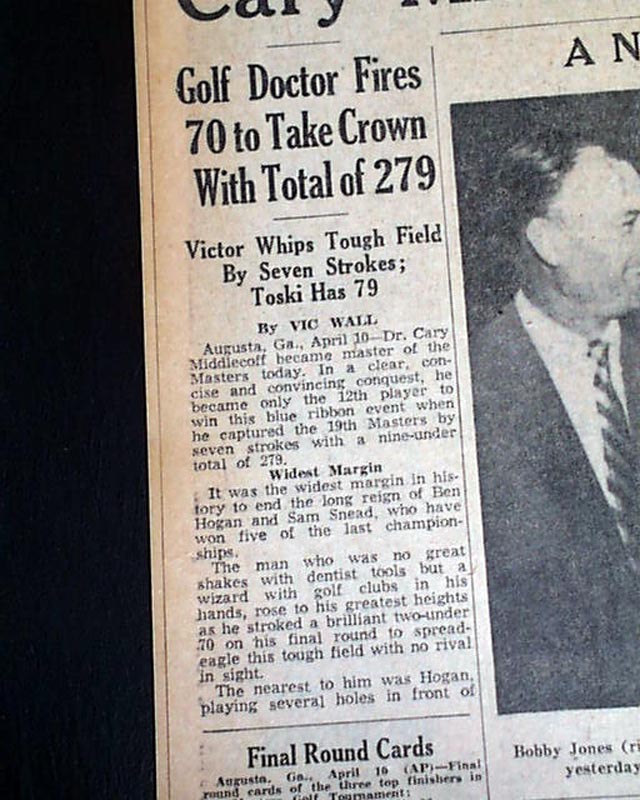 Cary M
Golf Doctor Fires
70 to Take Crown
With Total of 279
Victor Whips Tough Field
By Seven Strokes;
Toski Has 79
By VIC WALL
Augusta, Ga., April 10—Dr. Cary
Middlecoff became master of the
Masters today. In a clear, con-
cise and convincing conquest, he
became only the 12th player to
win this blue ribbon event when
he captured the 19th Masters by
seven strokes with a nine-under
total of 279.
Widest Margin
It was the widest margin in his-
tory to end the long reign of Ben
Hogan and Sam Snead, who have
won five of the last champion-
ships.
The man who was no great
shakes with dentist tools but a
wizard with golf clubs in his
hands, rose to his greatest heights
as he stroked a brilliant two-under
70 on his final round to spread-
eagle this tough field with no rival
in sight.
The nearest to him was Hogan,
playing several holes in front of
Final Round Cards
Augusta, Ga., April 10 (AP)—Final
round cards of the three top finishers in
Golf Tournament:
A N
Bobby Jones (ri
yesterday